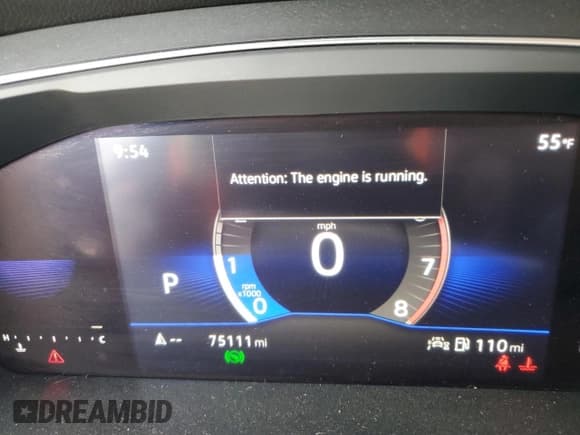 9:54
55°F
Attention: The engine is running.
mph
0
1
7
rpm
x1000
0
8
P
H C
--
75111 mi
110 mi
DREAMBID